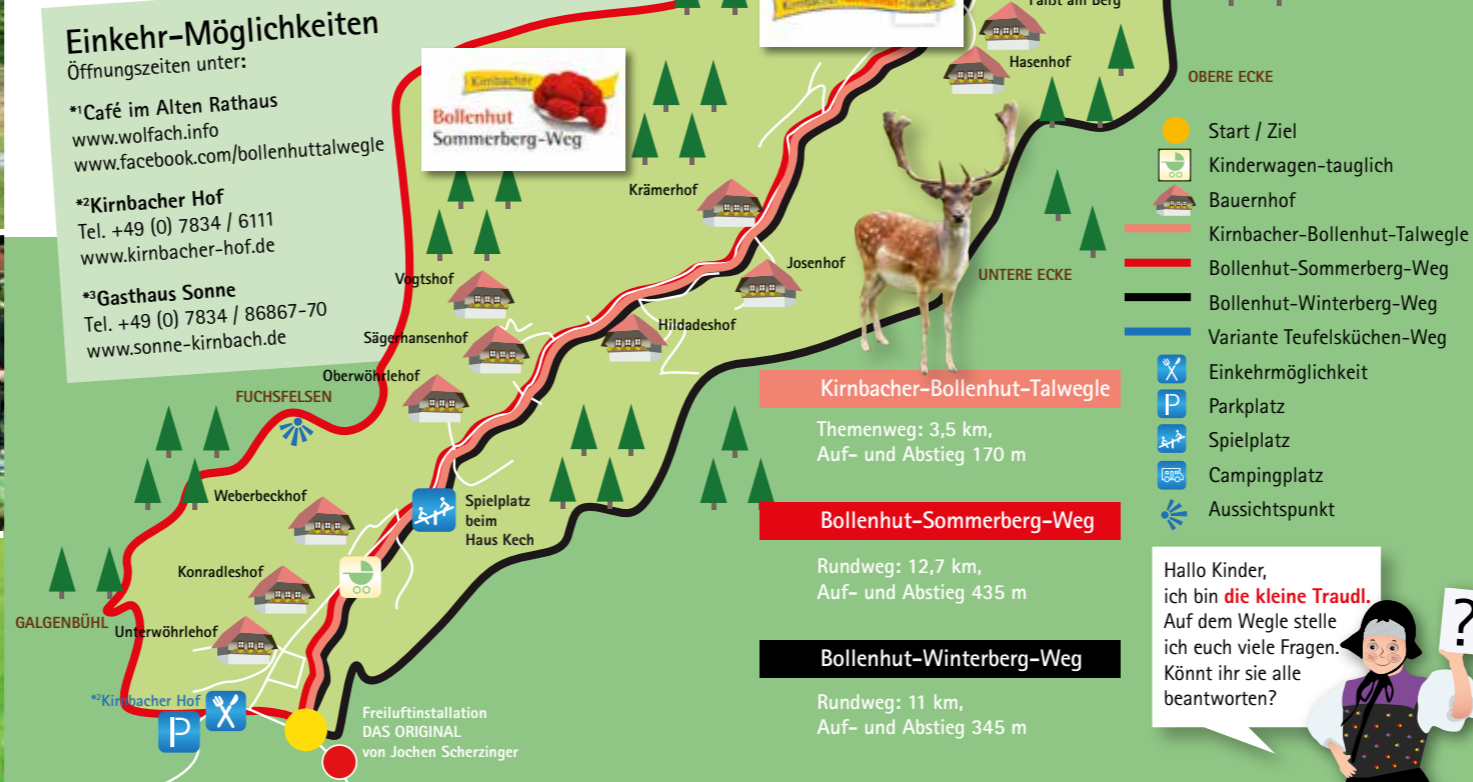 Einkehr-Möglichkeiten
Öffnungszeiten unter:
*¹Café im Alten Rathaus
www.wolfach.info
www.facebook.com/bollenhuttalwegle
*²Kirnbacher Hof
Tel. +49 (0) 7834 / 6111
www.kirnbacher-hof.de
*³Gasthaus Sonne
Tel. +49 (0) 7834 / 86867-70
www.sonne-kirnbach.de
Kirnbacher
Bollenhut
Sommerberg-Weg
Hasenhof
Krämerhof
Josenhof
Vogtshof
Hildadeshof
Sägerhansenhof
Oberwöhrlehof
FUCHSFELSEN
Weberbeckhof
Spielplatz
beim
Haus Kech
Konradleshof
GALGENBÜHL
Unterwöhrlehof
*²Kirnbacher Hof
P
Freiluftinstallation
DAS ORIGINAL
von Jochen Scherzinger
OBERE ECKE
UNTERE ECKE
Start / Ziel
Kinderwagen-tauglich
Bauernhof
Kirnbacher-Bollenhut-Talwegle
Bollenhut-Sommerberg-Weg
Bollenhut-Winterberg-Weg
Variante Teufelsküchen-Weg
Einkehrmöglichkeit
P Parkplatz
Spielplatz
Campingplatz
Aussichtspunkt
Kirnbacher-Bollenhut-Talwegle
Themenweg: 3,5 km,
Auf- und Abstieg 170 m
Bollenhut-Sommerberg-Weg
Rundweg: 12,7 km,
Auf- und Abstieg 435 m
Bollenhut-Winterberg-Weg
Rundweg: 11 km,
Auf- und Abstieg 345 m
Hallo Kinder,
ich bin die kleine Traudl.
Auf dem Wegle stelle
ich euch viele Fragen.
Könnt ihr sie alle
beantworten?
?